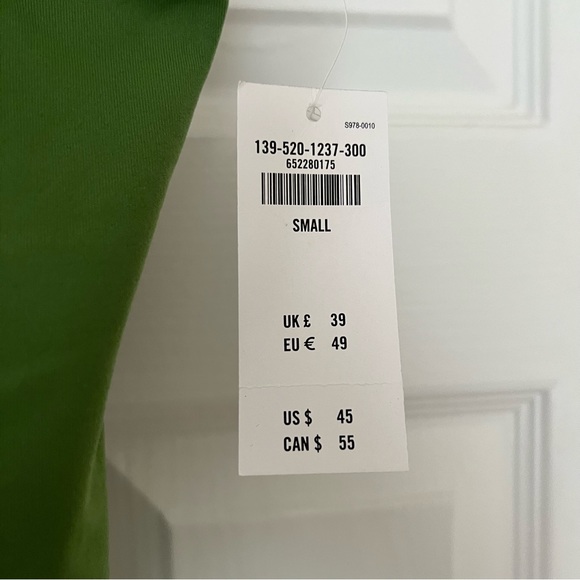 S978-0010
139-520-1237-300
652280175
SMALL
UK £ 39
EU € 49
US $ 45
CAN $ 55